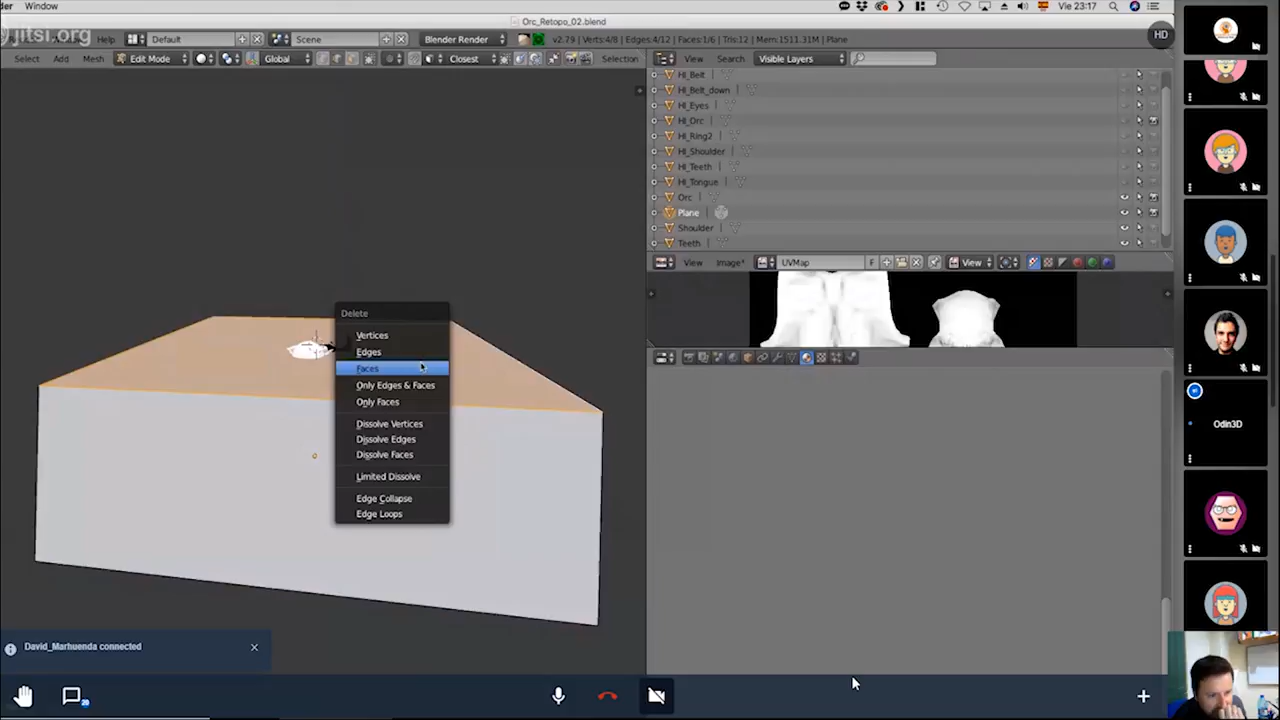 der Window
Vie 23:17
Orc_Retopo_02.blend
jitsi.org
Help
Default
Scene
Blender Render
v2.79 | Verts:4/8 | Edges:4/12 | Faces:1/6 | Tris:12 | Mem:1511.31M | Plane
HD
Select Add Mesh
Edit Mode
Global
Closest
Selection
View Search
Visible Layers
HI_Belt
HI_Belt_down
HI_Eyes
HI_Orc
HI_Ring2
HI_Shoulder
HI_Teeth
HI_Tongue
Orc
Plane
Shoulder
Teeth
View Image*
UVMap
F
View
Delete
Vertices
Edges
Faces
Only Edges & Faces
Only Faces
Dissolve Vertices
Dissolve Edges
Dissolve Faces
Limited Dissolve
Edge Collapse
Edge Loops
Odin3D
David_Marhuenda connected